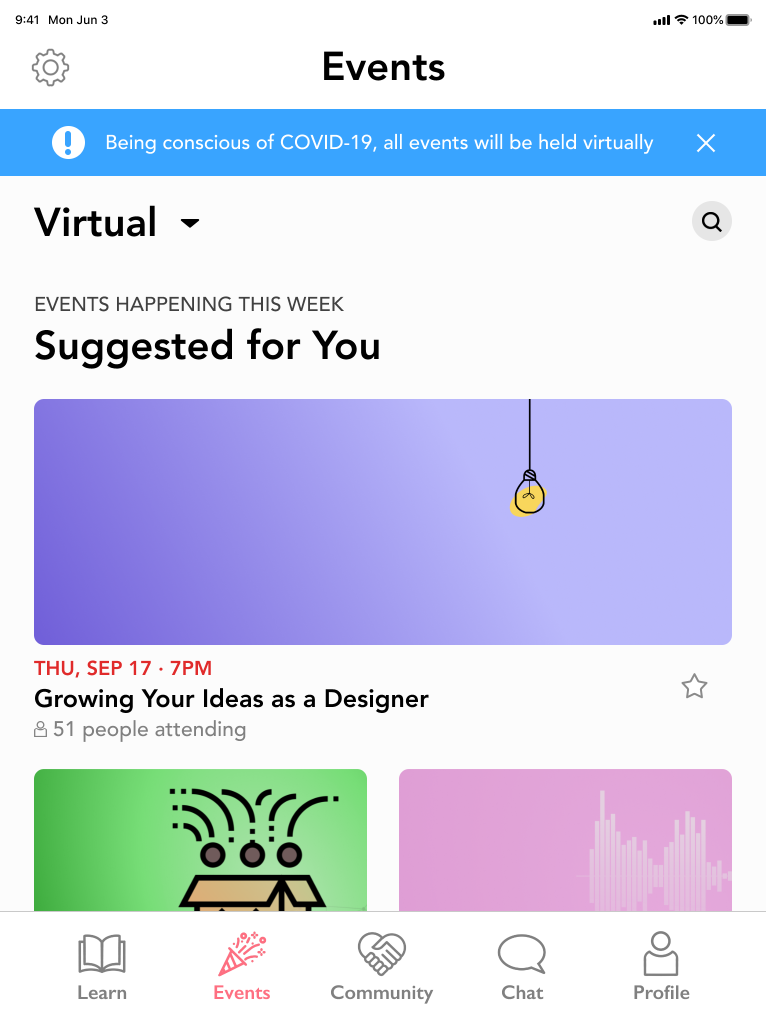 9:41 Mon Jun 3
100%
Events
Being conscious of COVID-19, all events will be held virtually
Virtual
EVENTS HAPPENING THIS WEEK
Suggested for You
THU, SEP 17 · 7PM
Growing Your Ideas as a Designer
51 people attending
Learn
Events
Community
Chat
Profile